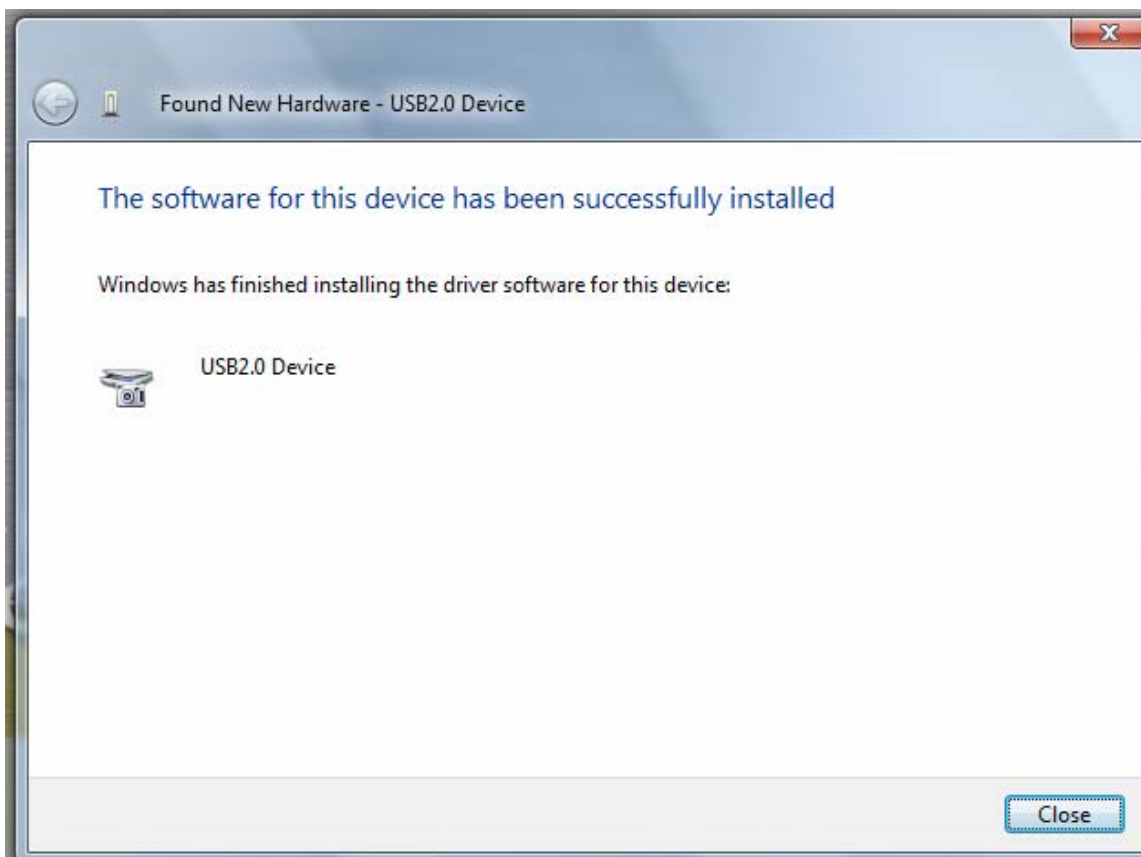 Found New Hardware - USB2.0 Device
The software for this device has been successfully installed
Windows has finished installing the driver software for this device:
USB2.0 Device
Close